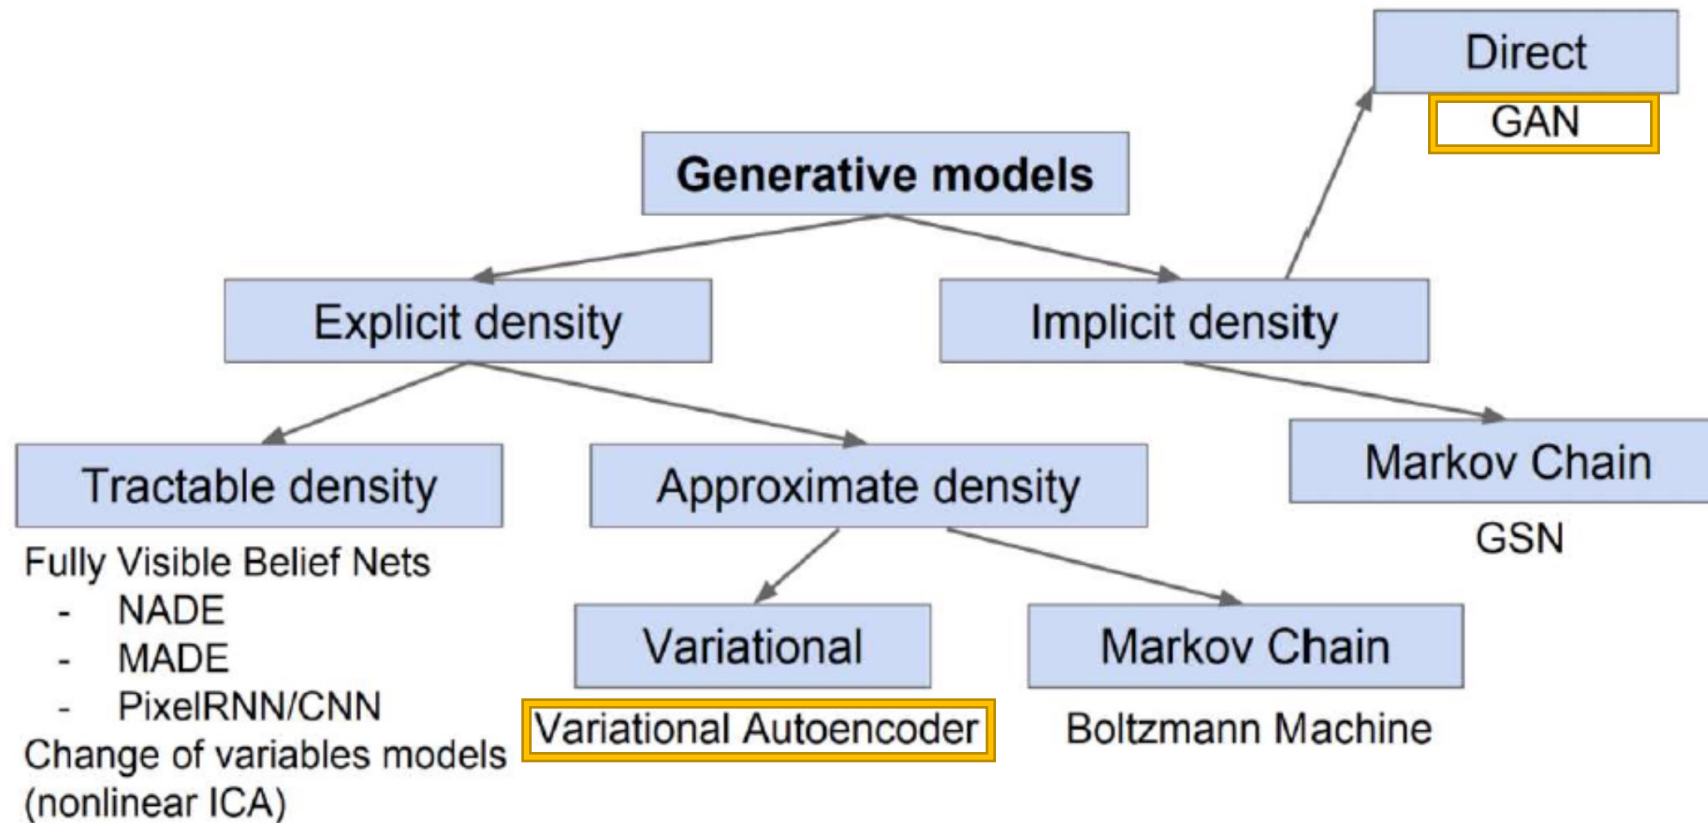 Direct
GAN
Generative models
Explicit density
Implicit density
Tractable density
Approximate density
Markov Chain
GSN
Fully Visible Belief Nets
- NADE
- MADE
- PixelRNN/CNN
Change of variables models
(nonlinear ICA)
Variational
Markov Chain
Variational Autoencoder
Boltzmann Machine